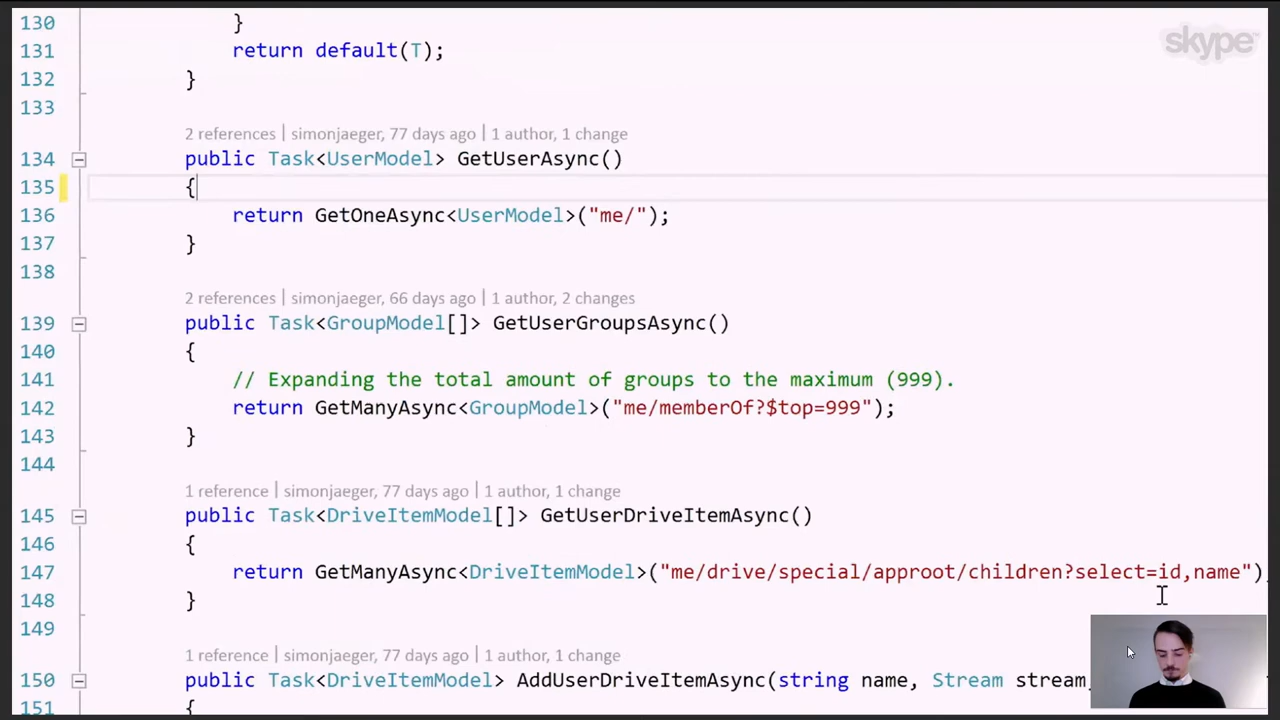 skype
130 }
131 return default(T);
132 }
133
2 references | simonjaeger, 77 days ago | 1 author, 1 change
134 public Task<UserModel> GetUserAsync()
135 {
136 return GetOneAsync<UserModel>("me/");
137 }
138
2 references | simonjaeger, 66 days ago | 1 author, 2 changes
139 public Task<GroupModel[]> GetUserGroupsAsync()
140 {
141 // Expanding the total amount of groups to the maximum (999).
142 return GetManyAsync<GroupModel>("me/memberOf?$top=999");
143 }
144
1 reference | simonjaeger, 77 days ago | 1 author, 1 change
145 public Task<DriveItemModel[]> GetUserDriveItemAsync()
146 {
147 return GetManyAsync<DriveItemModel>("me/drive/special/approot/children?select=id,name")
148 }
149
1 reference | simonjaeger, 77 days ago | 1 author, 1 change
150 public Task<DriveItemModel> AddUserDriveItemAsync(string name, Stream stream,
151 {